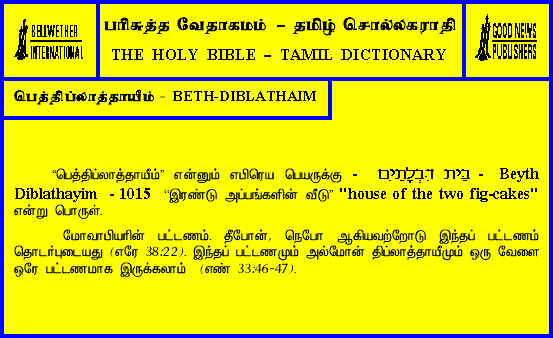 BELLWETHER
INTERNATIONAL
பரிசுத்த வேதாகமம் – தமிழ் சொல்லகராதி
THE HOLY BIBLE – TAMIL DICTIONARY
GOOD NEWS
PUBLISHERS
பெத்திப்லாத்தாயீம் - BETH-DIBLATHAIM
“பெத்திப்லாத்தாயீம்” என்னும் எபிரெய பெயருக்கு - בֵּית דִּבְלָתַיִם - Beyth
Diblathayim - 1015 “இரண்டு அப்பங்களின் வீடு” "house of the two fig-cakes"
என்று பொருள்.
மோவாபியரின் பட்டணம். தீபோன், நெபோ ஆகியவற்றோடு இந்தப் பட்டணம்
தொடர்புடையது (எரே 38:22). இந்தப் பட்டணமும் அல்மோன் திப்லாத்தாயீமும் ஒரு வேளை
ஒரே பட்டணமாக இருக்கலாம் (எண் 33:46-47).